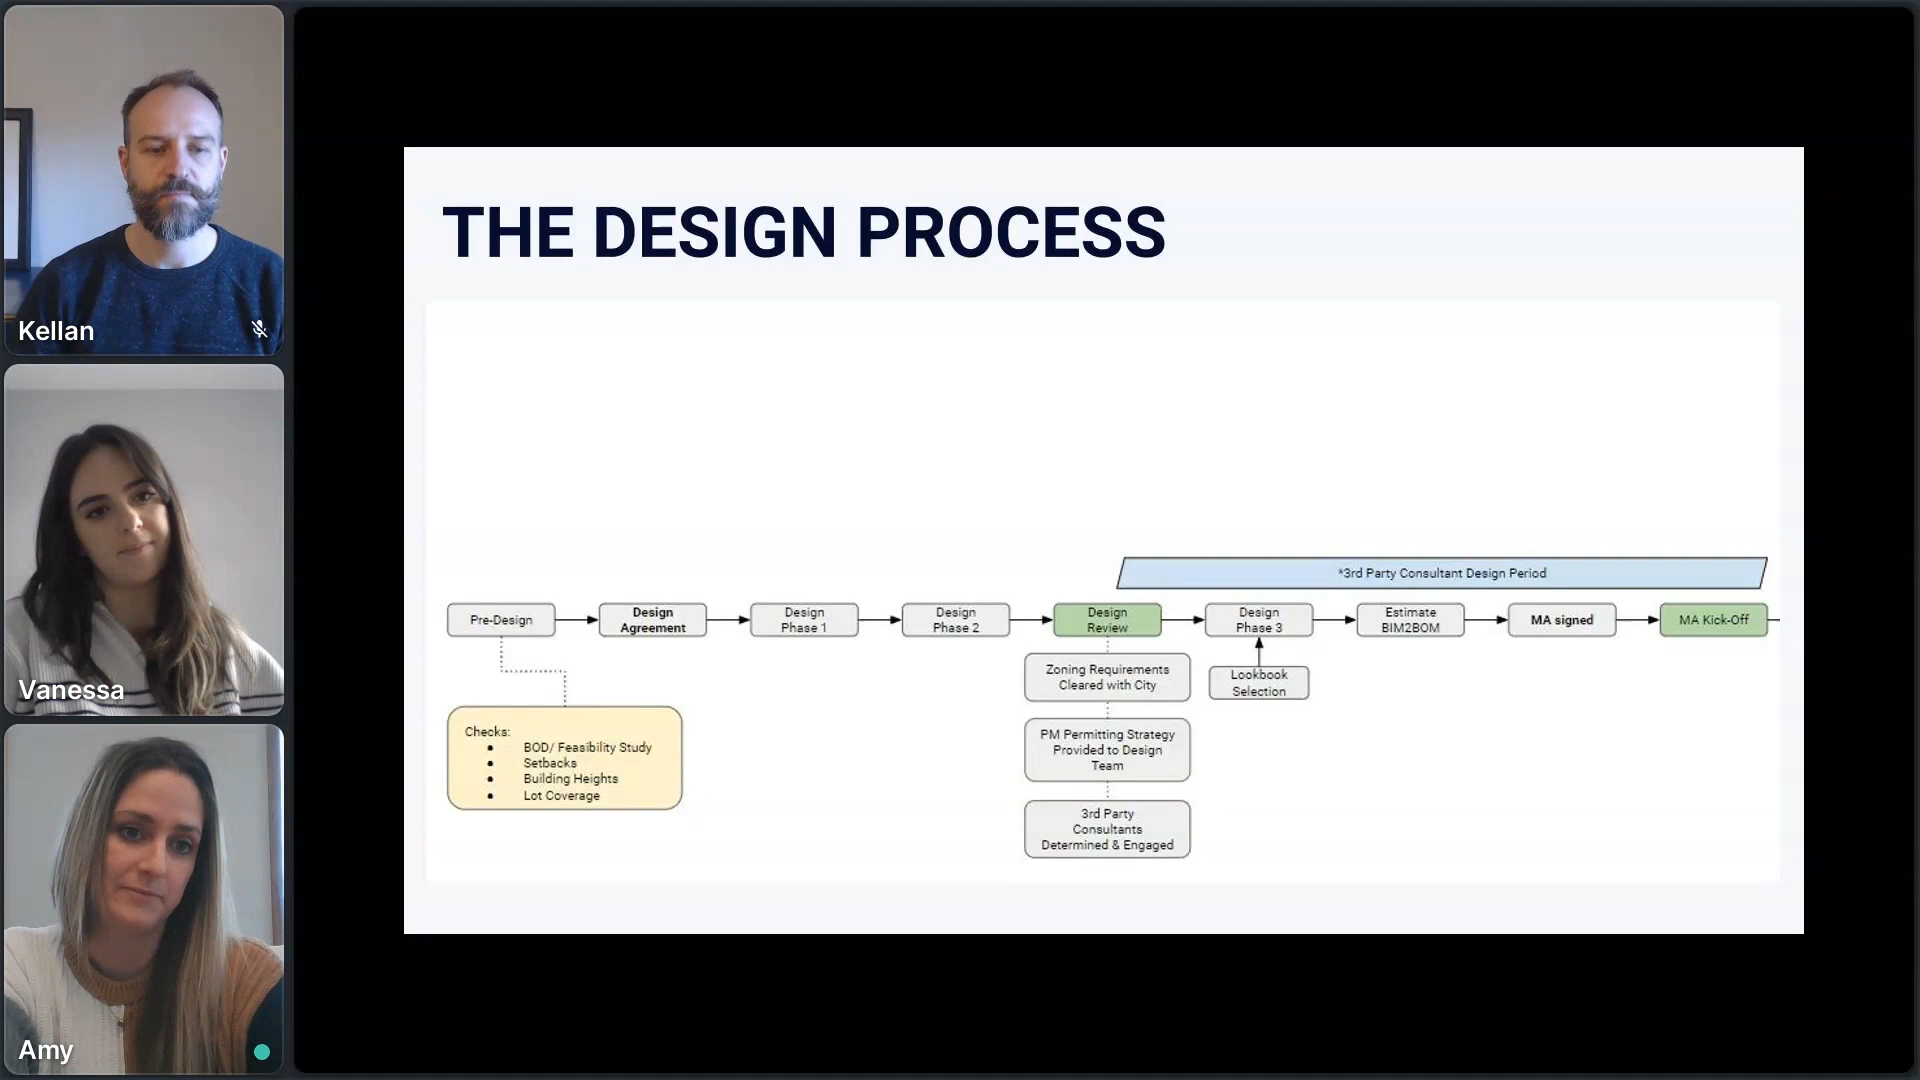 Kellan
Vanessa
Amy
THE DESIGN PROCESS
*3rd Party Consultant Design Period
Pre-Design
Design
Agreement
Design
Phase 1
Design
Phase 2
Design
Review
Design
Phase 3
Estimate
BIM2BOM
MA signed
MA Kick-Off
Checks:
● BOD/ Feasibility Study
● Setbacks
● Building Heights
● Lot Coverage
Zoning Requirements
Cleared with City
PM Permitting Strategy
Provided to Design
Team
3rd Party
Consultants
Determined & Engaged
Lookbook
Selection